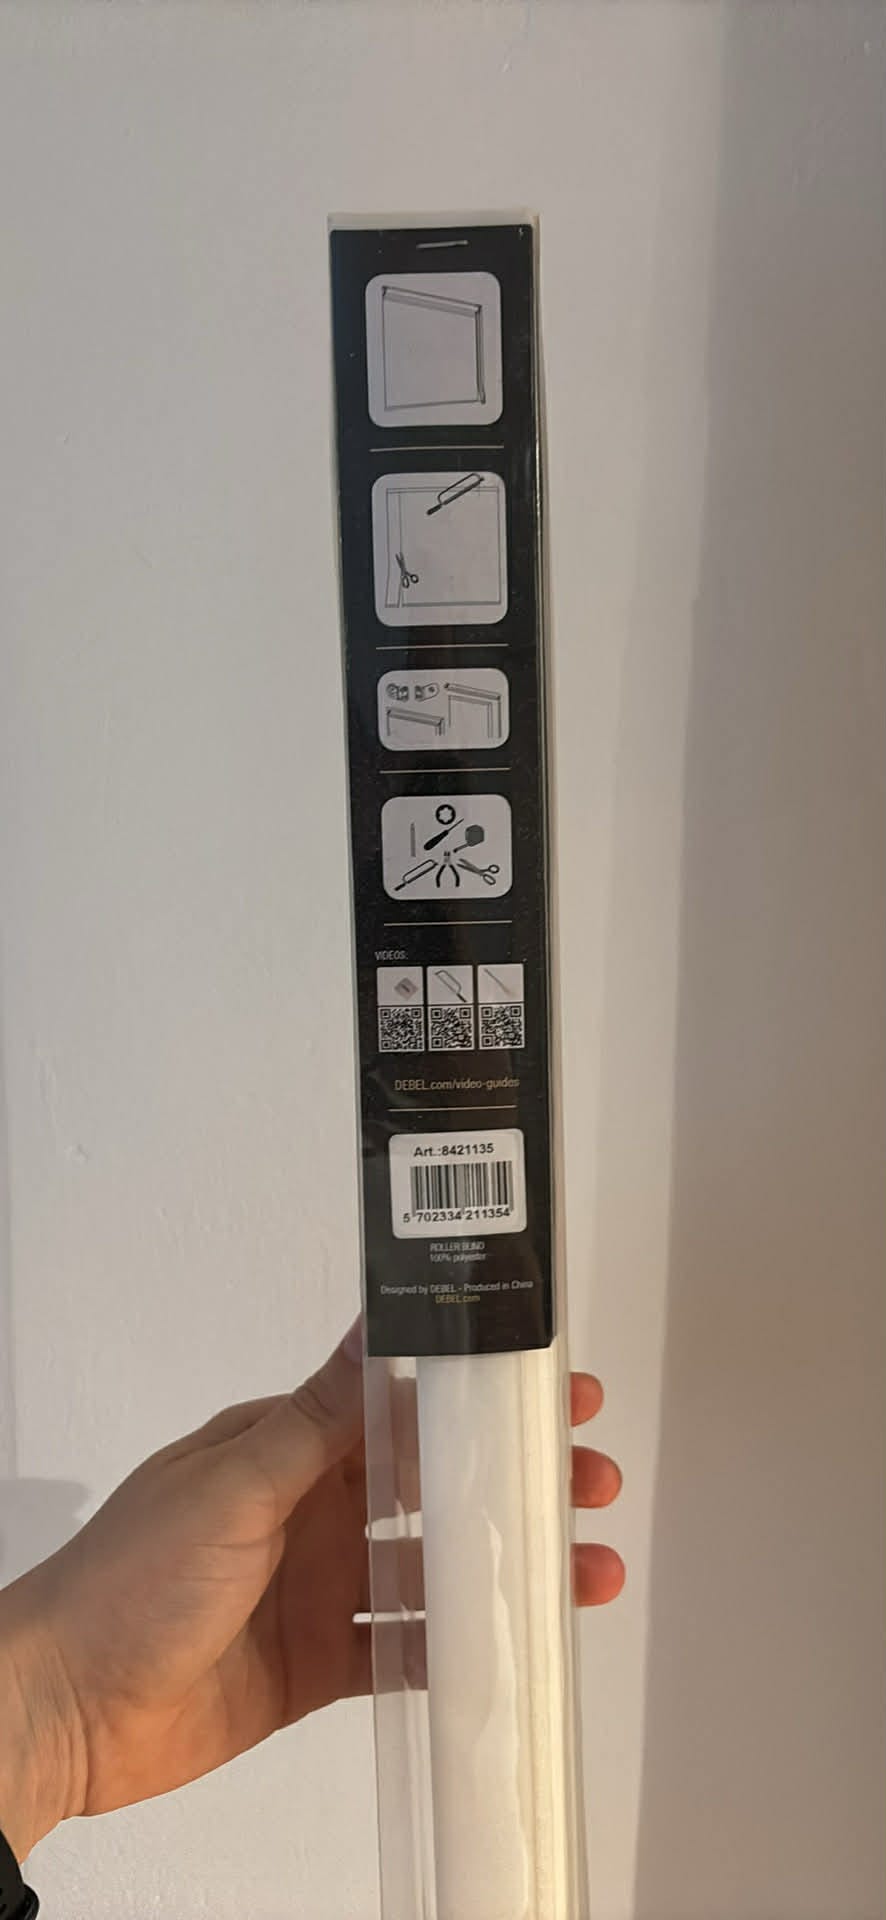 VIDEOS:
DEBEL.com/video-guides
Art.:8421135
5 702334 211354
ROLLER BLIND
100% polyester
Designed by DEBEL - Produced in China
DEBEL.com